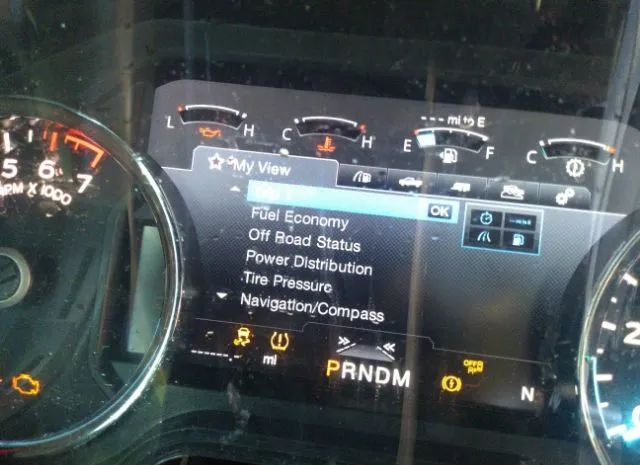 --- mi to E
L H C H E F C H
5 6 7
RPM X 1000
My View
OK
Fuel Economy
Off Road Status
Power Distribution
Tire Pressure
Navigation/Compass
------ mi
PRNDM
N
2